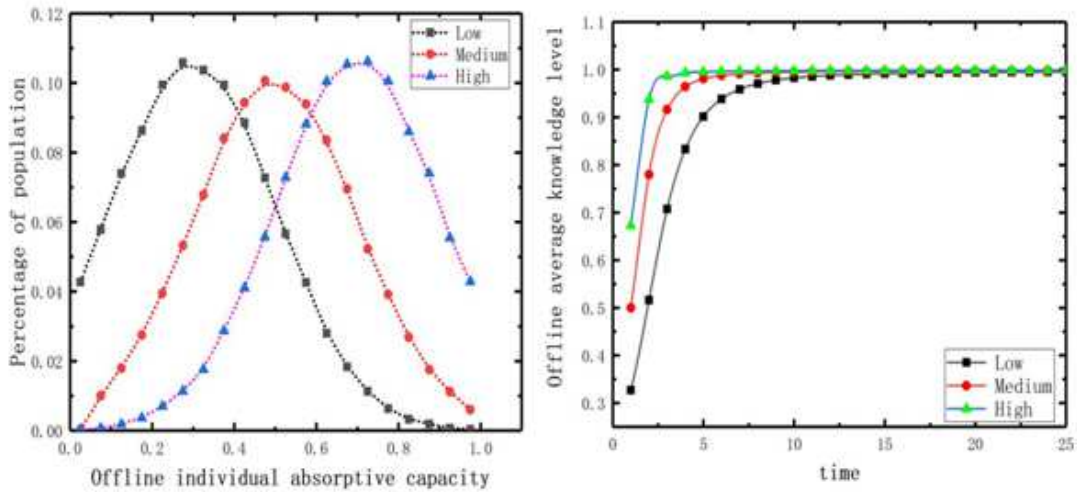 0.12
0.10
0.08
0.06
0.04
0.02
0.00
Percentage of population
Low
Medium
High
0.0 0.2 0.4 0.6 0.8 1.0
Offline individual absorptive capacity
1.1
1.0
0.9
0.8
0.7
0.6
0.5
0.4
0.3
Offline average knowledge level
Low
Medium
High
0 5 10 15 20 25
time